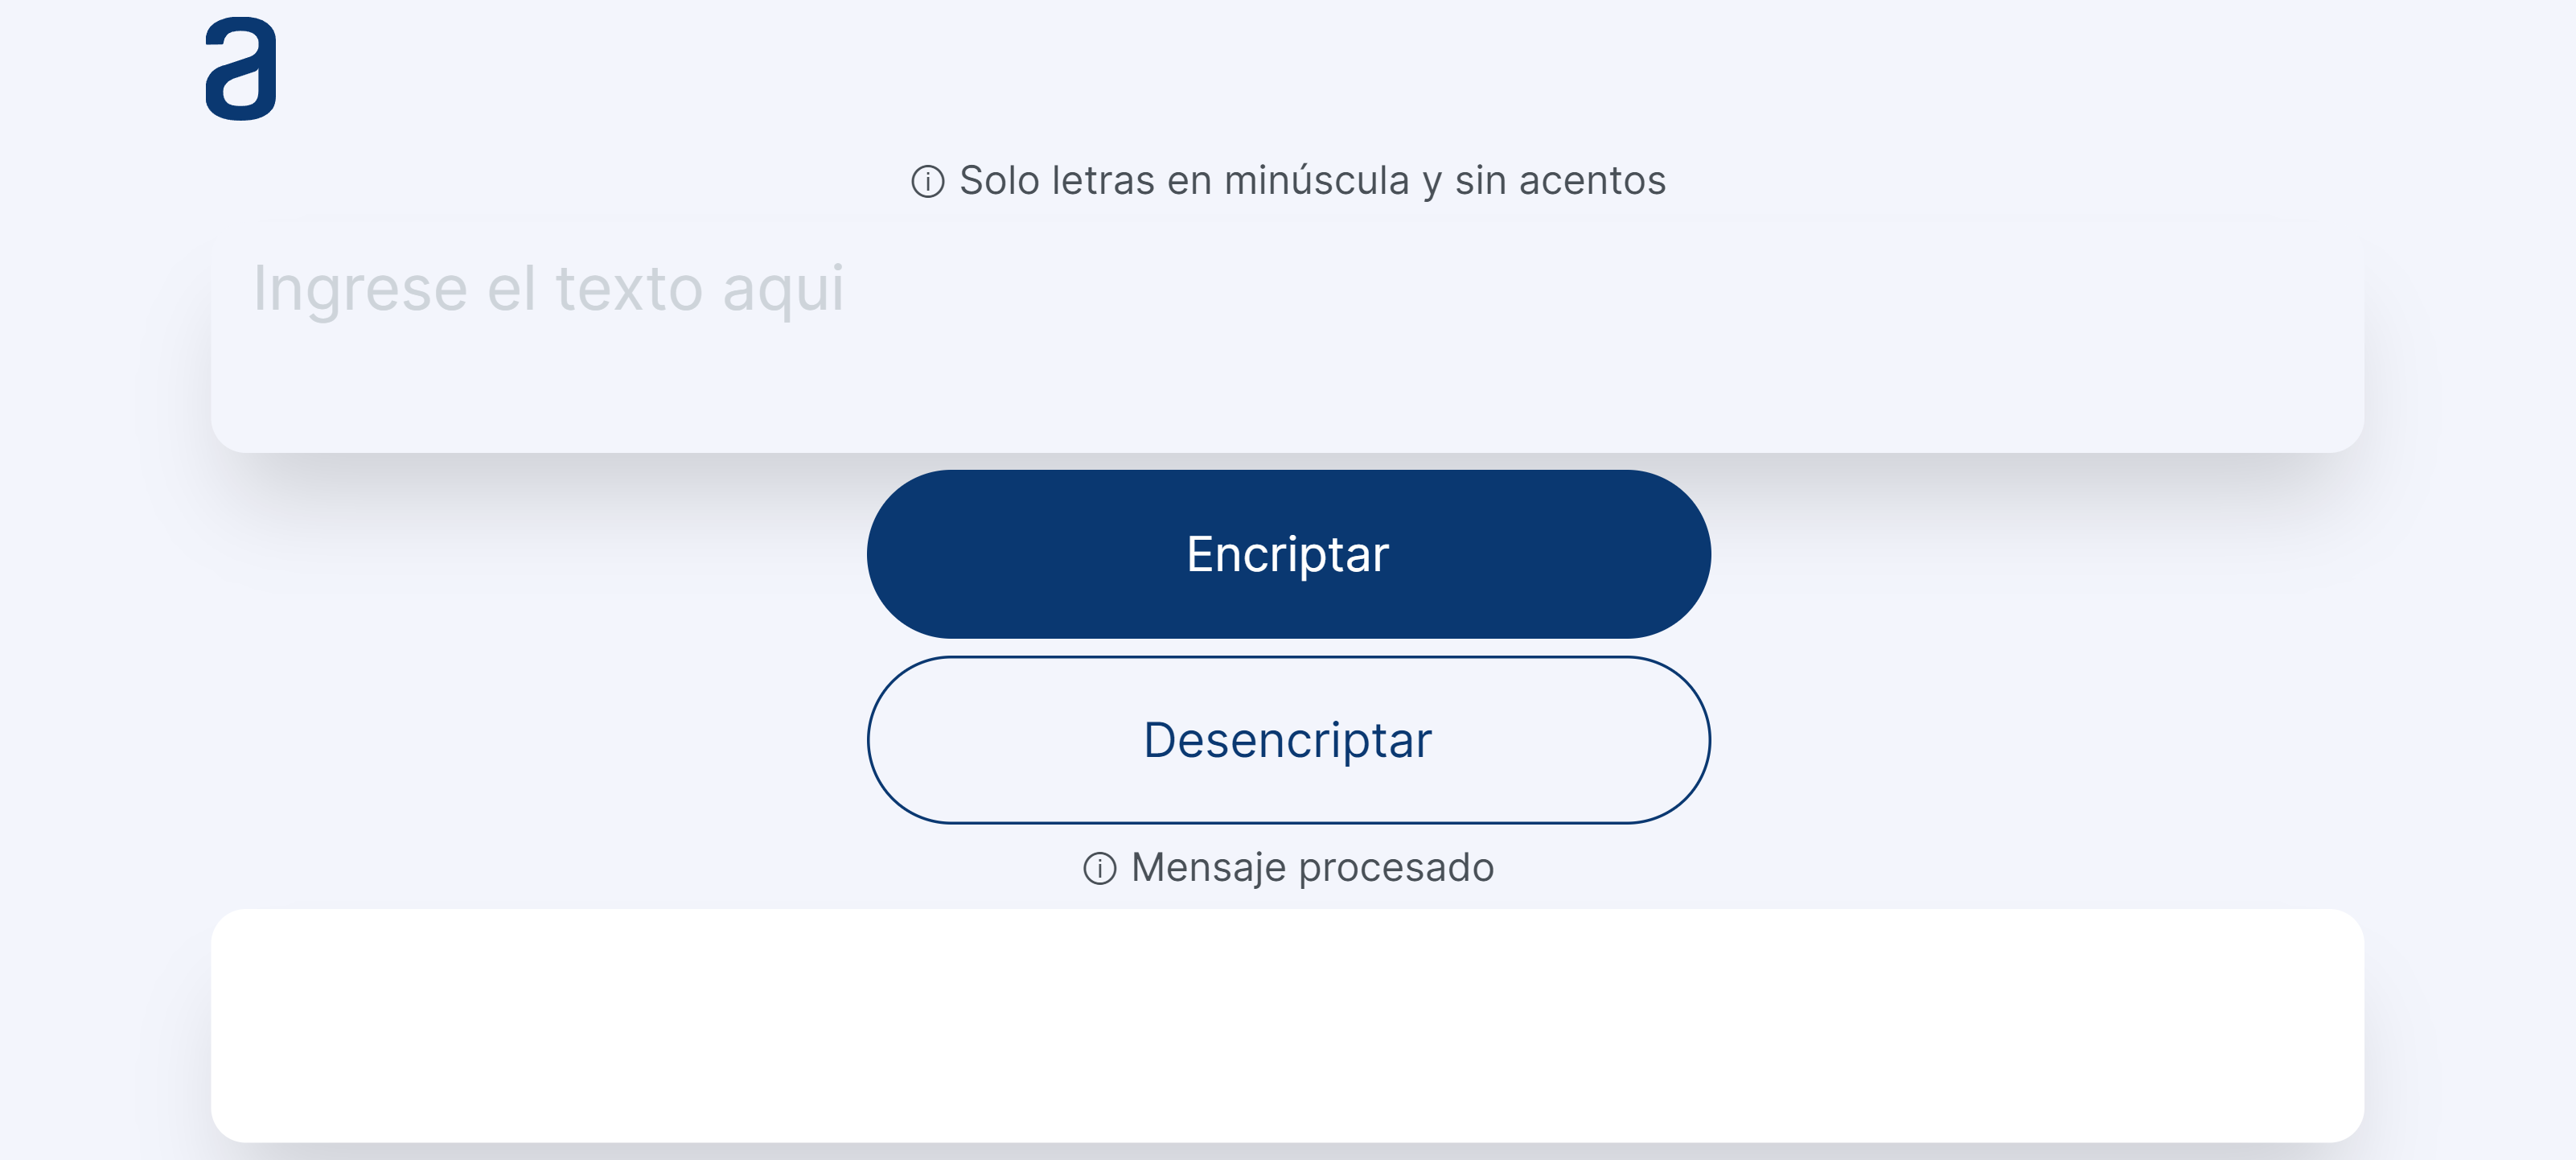 a
ⓘ Solo letras en minúscula y sin acentos
Ingrese el texto aqui
Encriptar
Desencriptar
ⓘ Mensaje procesado